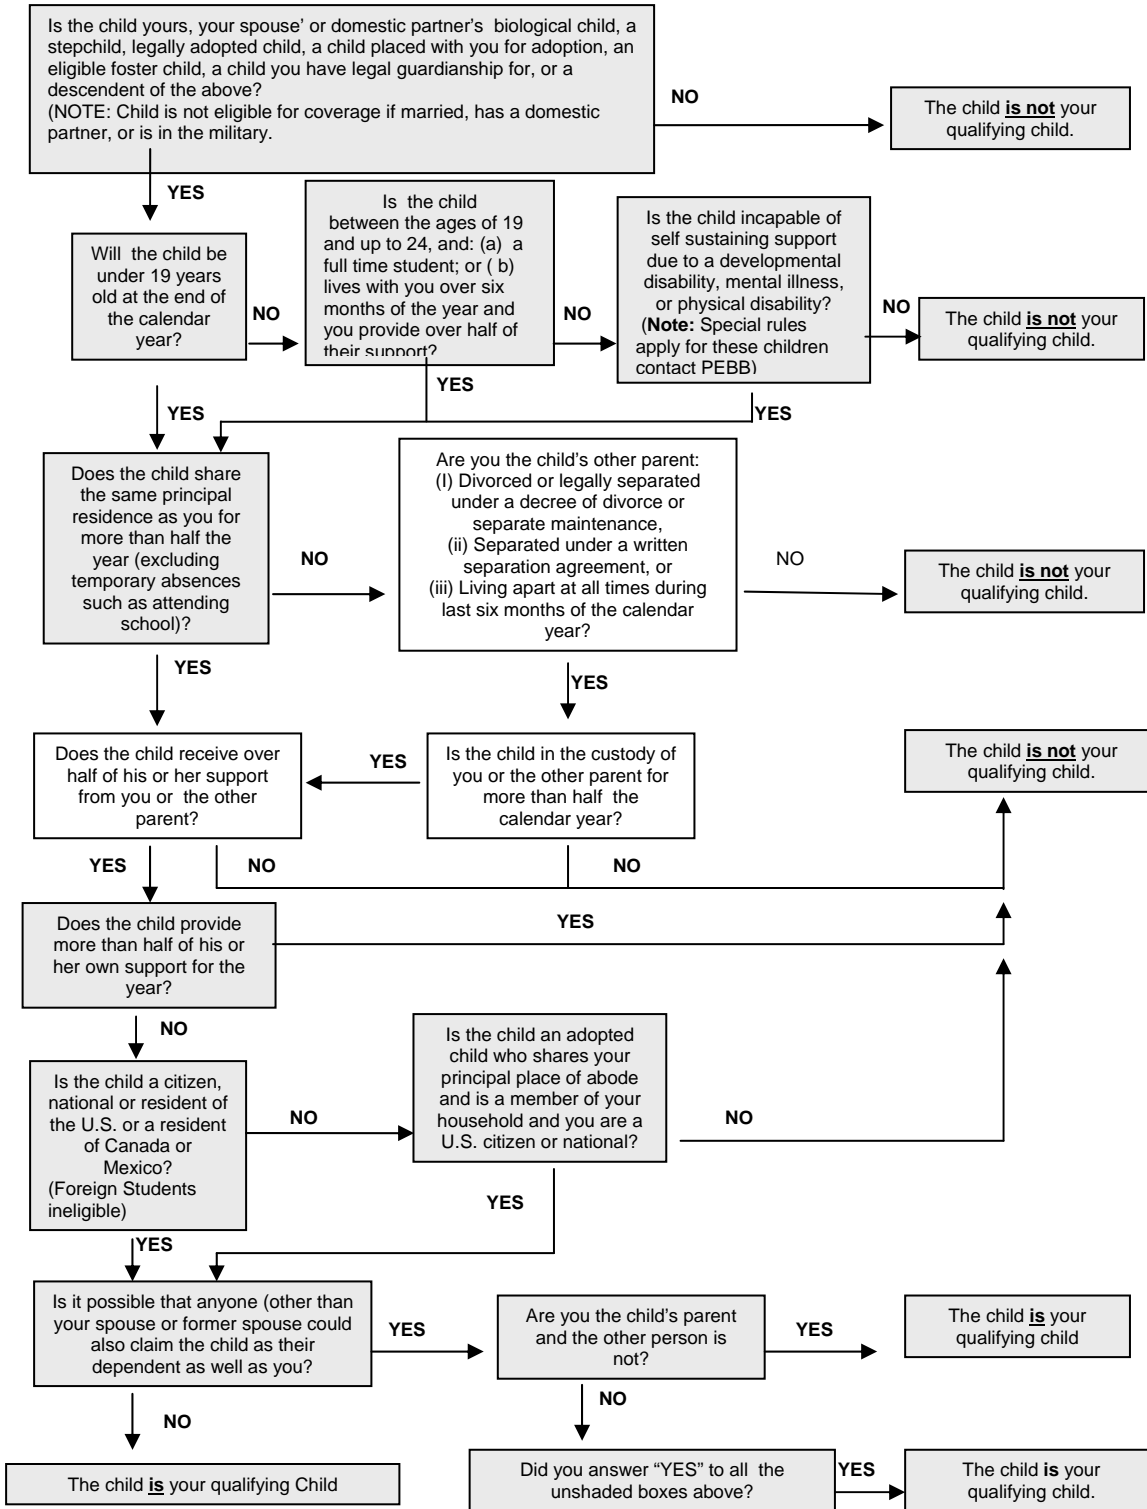 Is the child yours, your spouse' or domestic partner's biological child, a
stepchild, legally adopted child, a child placed with you for adoption, an
eligible foster child, a child you have legal guardianship for, or a
descendent of the above?
(NOTE: Child is not eligible for coverage if married, has a domestic
partner, or is in the military.
NO
The child is not your
qualifying child.
YES
Will the child be
under 19 years
old at the end of
the calendar
year?
NO
Is the child
between the ages of 19
and up to 24, and: (a) a
full time student; or ( b)
lives with you over six
months of the year and
you provide over half of
their support?
NO
Is the child incapable of
self sustaining support
due to a developmental
disability, mental illness,
or physical disability?
(Note: Special rules
apply for these children
contact PEBB)
NO
The child is not your
qualifying child.
YES
YES
YES
Does the child share
the same principal
residence as you for
more than half the
year (excluding
temporary absences
such as attending
school)?
NO
Are you the child's other parent:
(I) Divorced or legally separated
under a decree of divorce or
separate maintenance,
(ii) Separated under a written
separation agreement, or
(iii) Living apart at all times during
last six months of the calendar
year?
NO
The child is not your
qualifying child.
YES
YES
Does the child receive over
half of his or her support
from you or the other
parent?
YES
Is the child in the custody of
you or the other parent for
more than half the
calendar year?
The child is not your
qualifying child.
YES
NO
NO
Does the child provide
more than half of his or
her own support for the
year?
YES
NO
Is the child a citizen,
national or resident of
the U.S. or a resident
of Canada or
Mexico?
(Foreign Students
ineligible)
NO
Is the child an adopted
child who shares your
principal place of abode
and is a member of your
household and you are a
U.S. citizen or national?
NO
YES
YES
Is it possible that anyone (other than
your spouse or former spouse could
also claim the child as their
dependent as well as you?
YES
Are you the child's parent
and the other person is
not?
YES
The child is your
qualifying child
NO
NO
The child is your qualifying Child
Did you answer "YES" to all the
unshaded boxes above?
YES
The child is your
qualifying child.